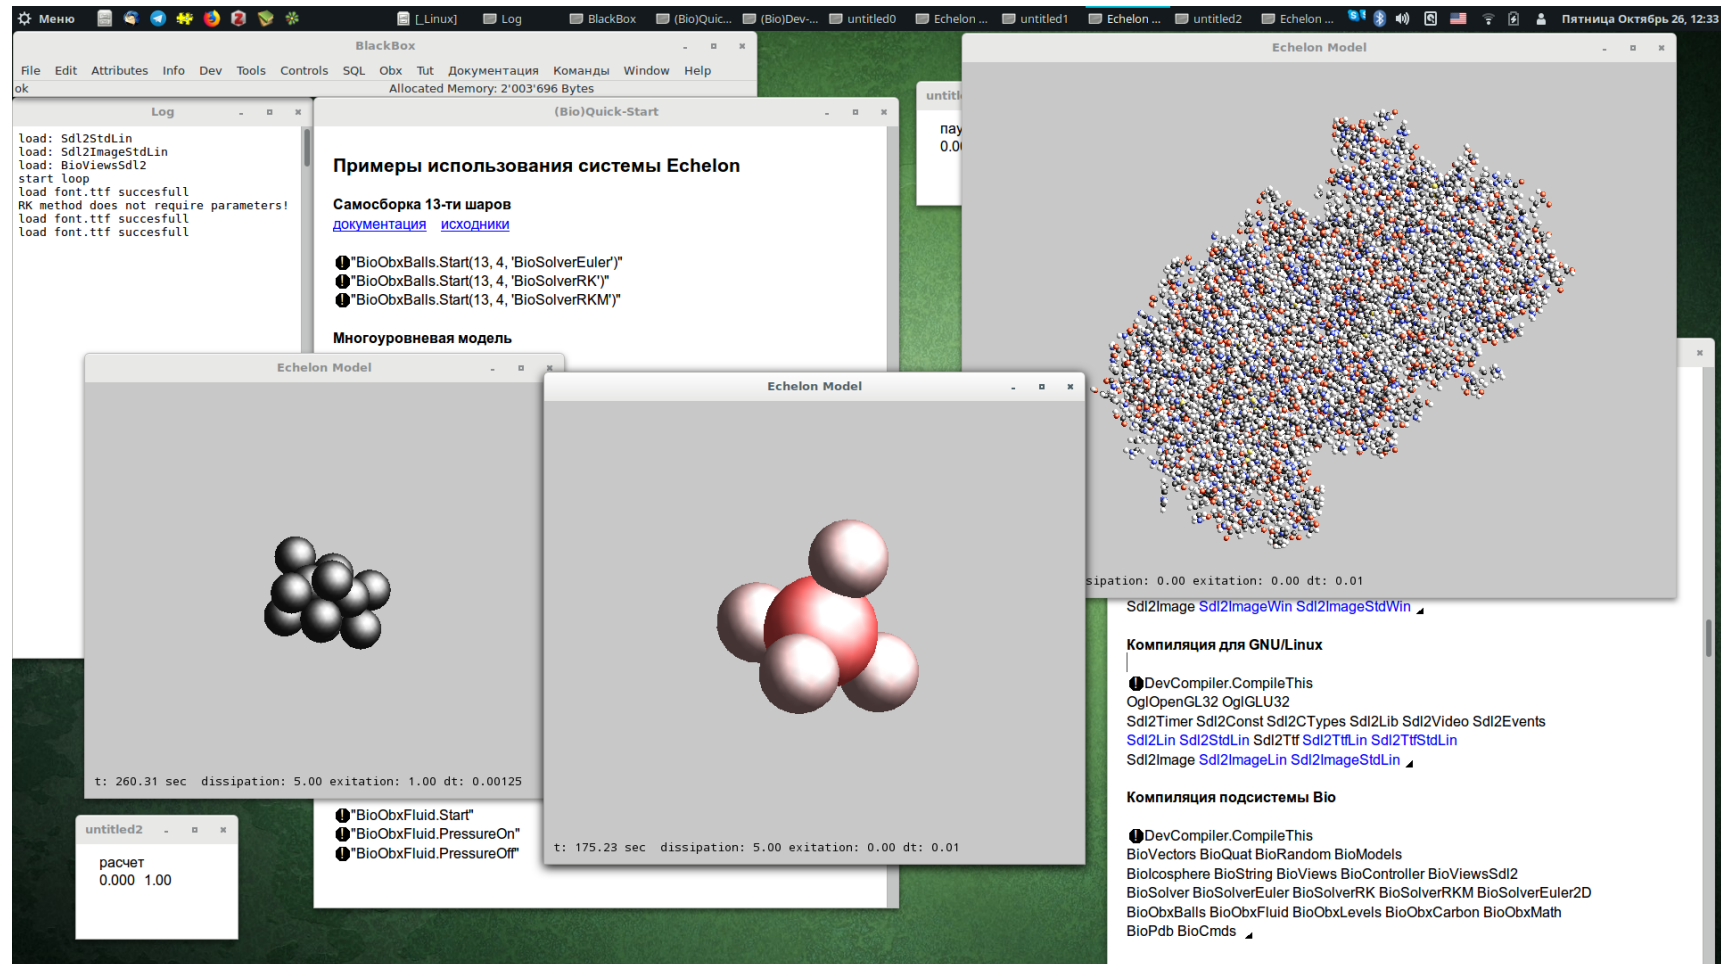 Меню
[_Linux]
Log
BlackBox
(Bio)Quic...
(Bio)Dev-...
untitled0
Echelon ...
untitled1
Echelon ...
untitled2
Echelon ...
Пятница Октябрь 26, 12:33
BlackBox
File Edit Attributes Info Dev Tools Controls SQL Obx Tut Документация Команды Window Help
ok
Allocated Memory: 2'003'696 Bytes
Log
load: Sdl2StdLin
load: Sdl2ImageStdLin
load: BioViewsSdl2
start loop
load font.ttf succesfull
RK method does not require parameters!
load font.ttf succesfull
load font.ttf succesfull
(Bio)Quick-Start
Примеры использования системы Echelon
Самосборка 13-ти шаров
документация исходники
"BioObxBalls.Start(13, 4, 'BioSolverEuler')"
"BioObxBalls.Start(13, 4, 'BioSolverRK')"
"BioObxBalls.Start(13, 4, 'BioSolverRKM')"
Многоуровневая модель
"BioObxFluid.Start"
"BioObxFluid.PressureOn"
"BioObxFluid.PressureOff"
Echelon Model
t: 260.31 sec dissipation: 5.00 exitation: 1.00 dt: 0.00125
Echelon Model
t: 175.23 sec dissipation: 5.00 exitation: 0.00 dt: 0.01
untitled2
расчет
0.000 1.00
Echelon Model
sipation: 0.00 exitation: 0.00 dt: 0.01
Sdl2Image Sdl2ImageWin Sdl2ImageStdWin
Компиляция для GNU/Linux
DevCompiler.CompileThis
OglOpenGL32 OglGLU32
Sdl2Timer Sdl2Const Sdl2CTypes Sdl2Lib Sdl2Video Sdl2Events
Sdl2Lin Sdl2StdLin Sdl2Ttf Sdl2TtfLin Sdl2TtfStdLin
Sdl2Image Sdl2ImageLin Sdl2ImageStdLin
Компиляция подсистемы Bio
DevCompiler.CompileThis
BioVectors BioQuat BioRandom BioModels
BioIcosphere BioString BioViews BioController BioViewsSdl2
BioSolver BioSolverEuler BioSolverRK BioSolverRKM BioSolverEuler2D
BioObxBalls BioObxFluid BioObxLevels BioObxCarbon BioObxMath
BioPdb BioCmds